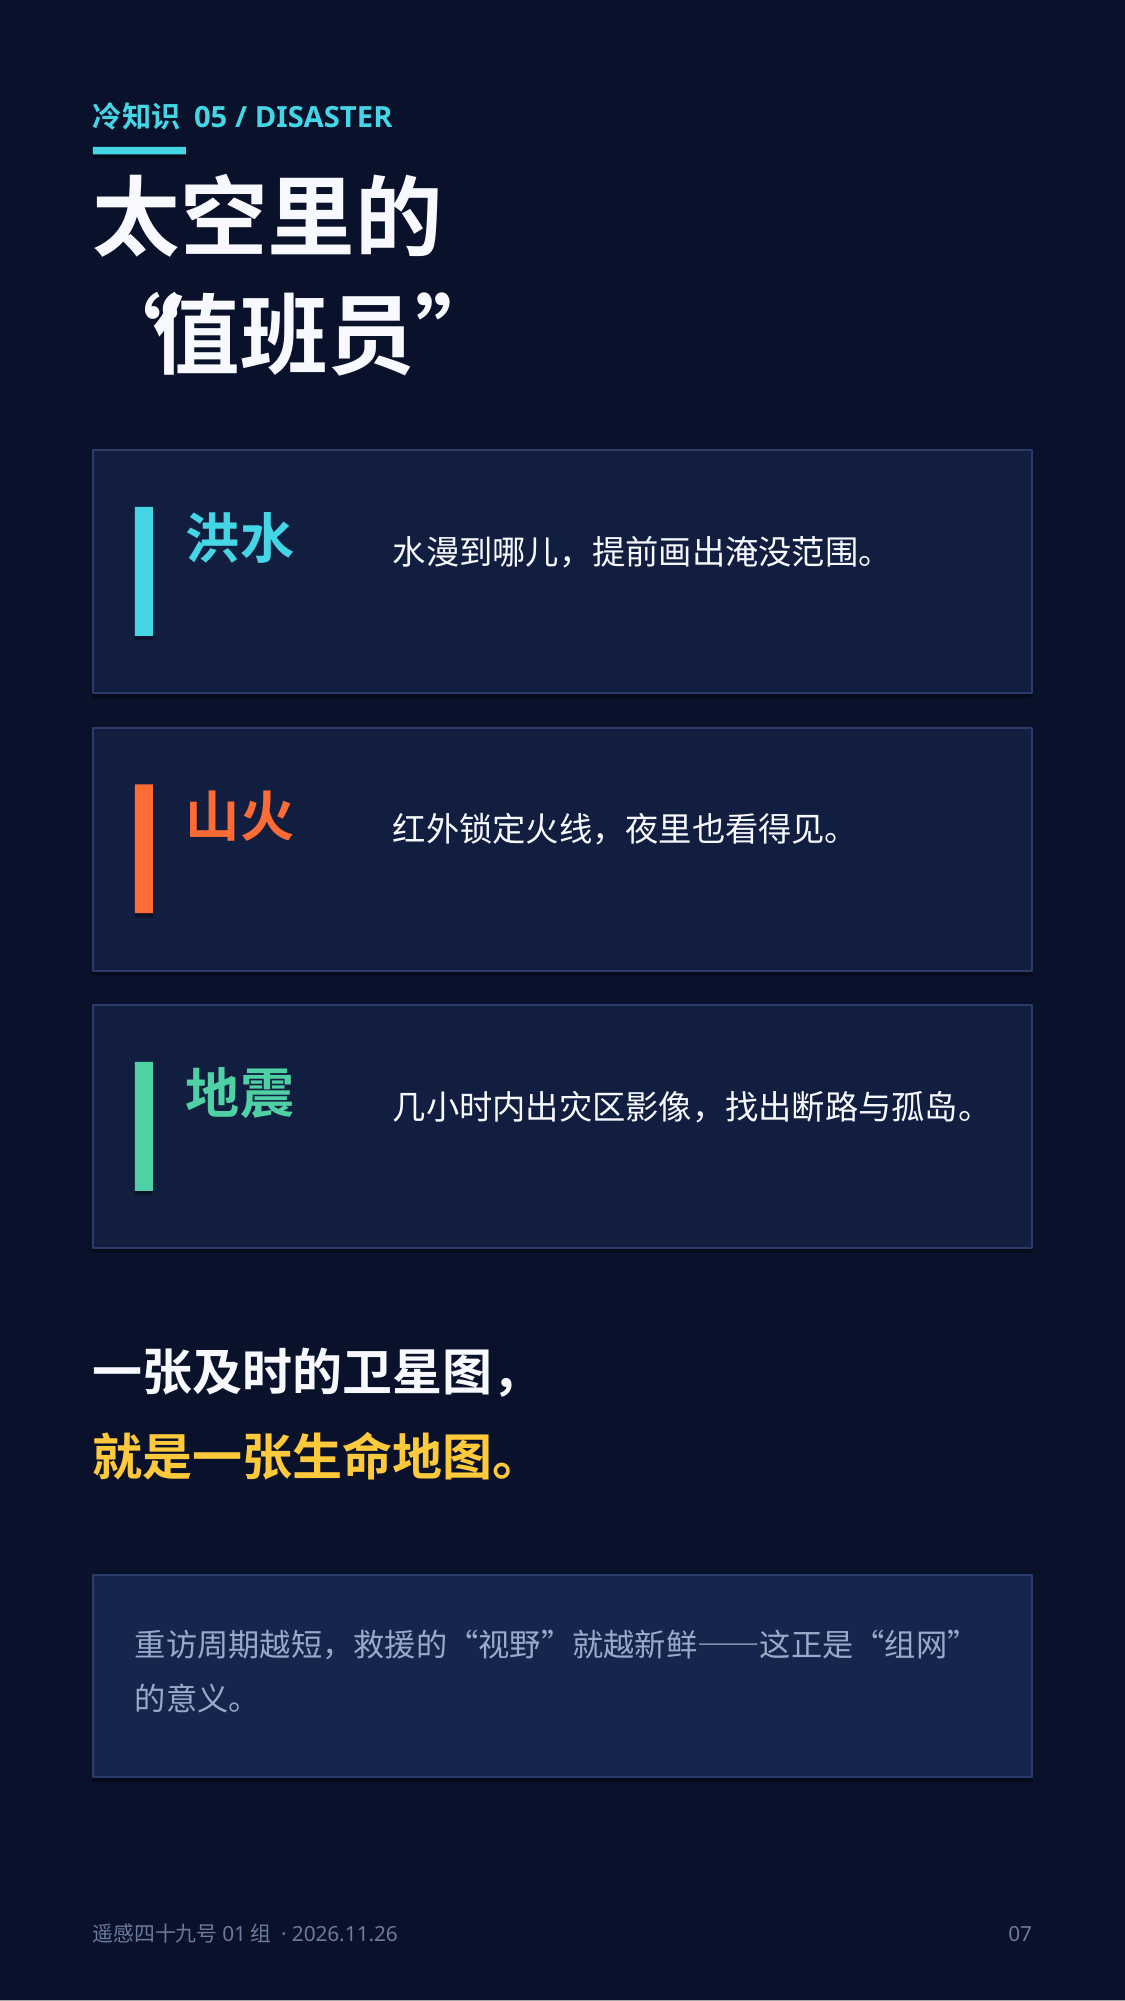 冷知识 05 / DISASTER
太空里的
“值班员”
洪水
水漫到哪儿，提前画出淹没范围。
山火
红外锁定火线，夜里也看得见。
地震
几小时内出灾区影像，找出断路与孤岛。
一张及时的卫星图，
就是一张生命地图。
重访周期越短，救援的“视野”就越新鲜——这正是“组网”
的意义。
遥感四十九号 01 组 · 2026.11.26
07